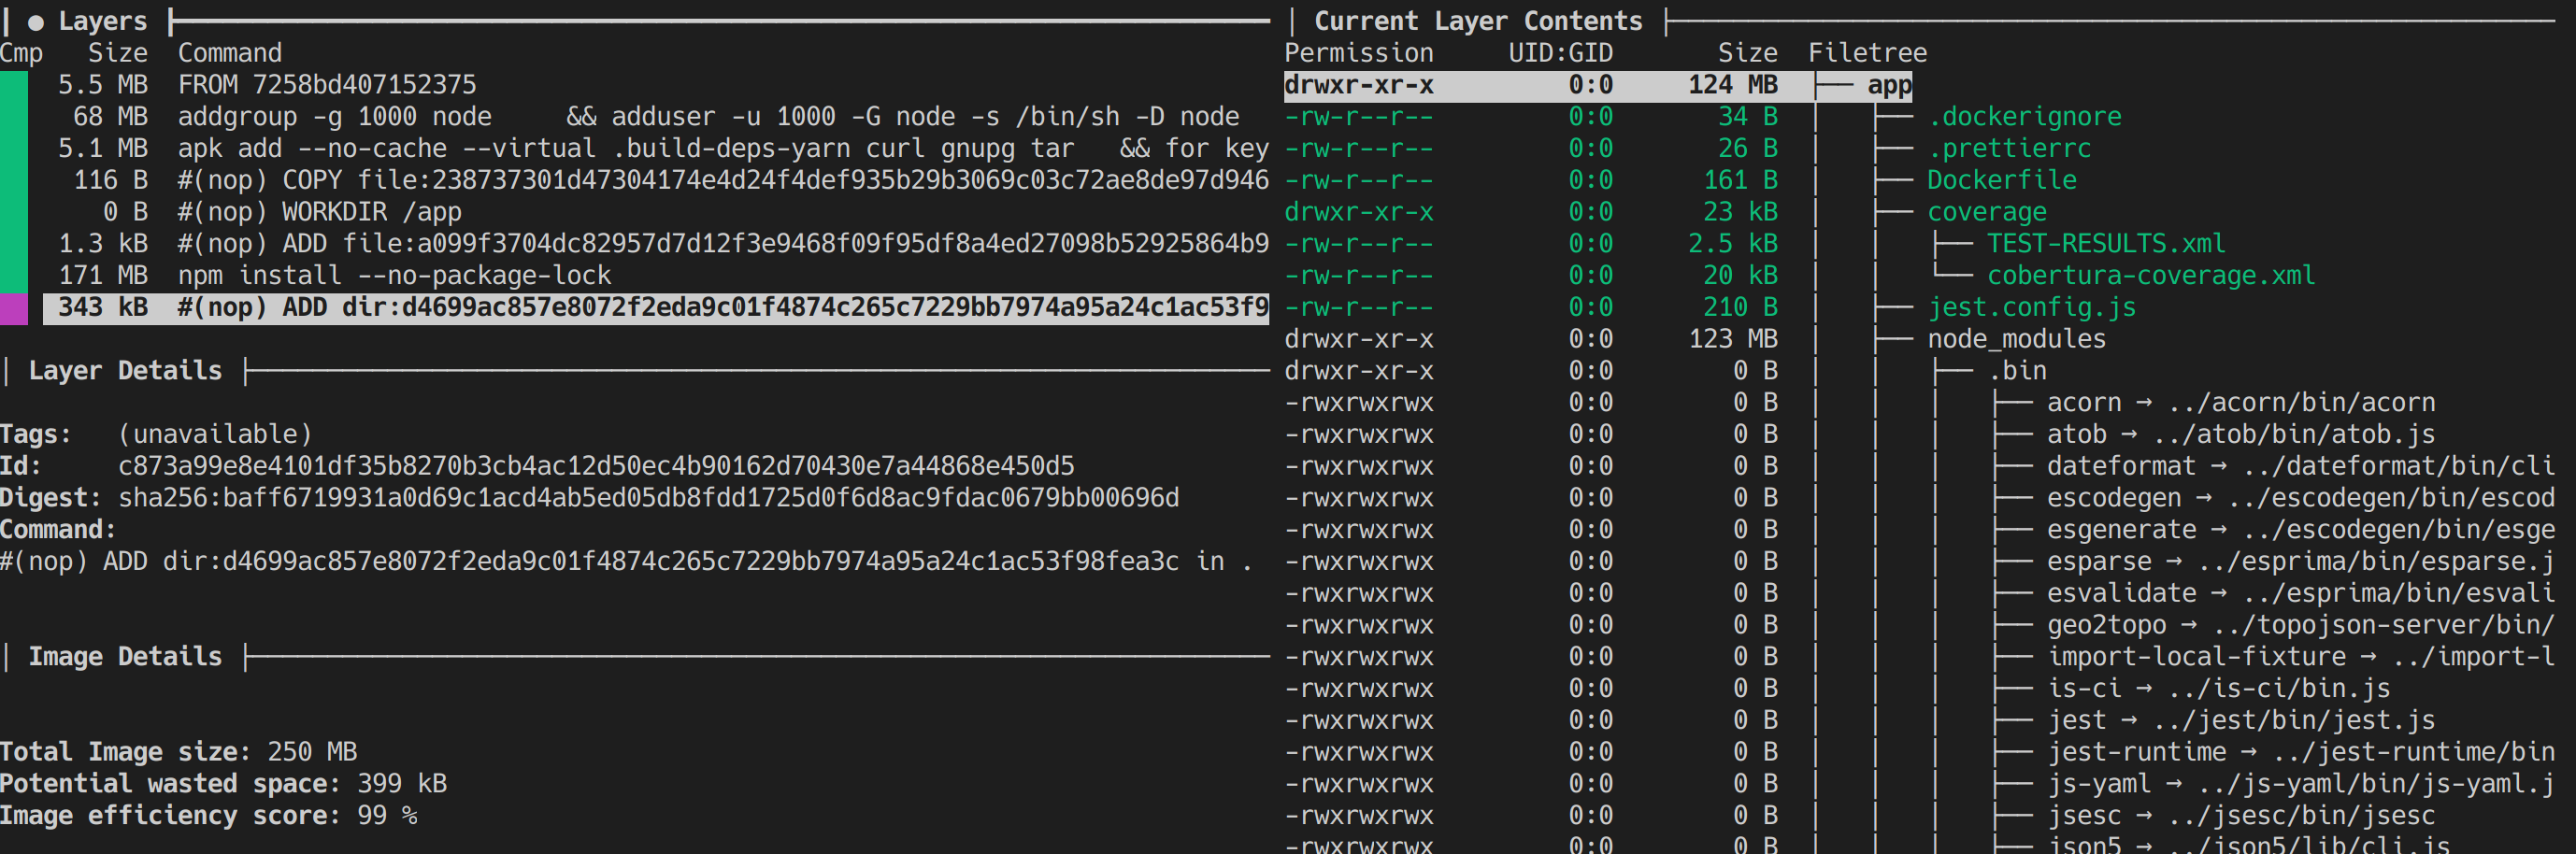 ● Layers
Cmp Size Command
5.5 MB FROM 7258bd407152375
68 MB addgroup -g 1000 node && adduser -u 1000 -G node -s /bin/sh -D node
5.1 MB apk add --no-cache --virtual .build-deps-yarn curl gnupg tar && for key
116 B #(nop) COPY file:238737301d47304174e4d24f4def935b29b3069c03c72ae8de97d946
0 B #(nop) WORKDIR /app
1.3 kB #(nop) ADD file:a099f3704dc82957d7d12f3e9468f09f95df8a4ed27098b52925864b9
171 MB npm install --no-package-lock
343 kB #(nop) ADD dir:d4699ac857e8072f2eda9c01f4874c265c7229bb7974a95a24c1ac53f9
Layer Details
Tags: (unavailable)
Id: c873a99e8e4101df35b8270b3cb4ac12d50ec4b90162d70430e7a44868e450d5
Digest: sha256:baff6719931a0d69c1acd4ab5ed05db8fdd1725d0f6d8ac9fdac0679bb00696d
Command:
#(nop) ADD dir:d4699ac857e8072f2eda9c01f4874c265c7229bb7974a95a24c1ac53f98fea3c in .
Image Details
Total Image size: 250 MB
Potential wasted space: 399 kB
Image efficiency score: 99 %
Current Layer Contents
Permission UID:GID Size Filetree
drwxr-xr-x 0:0 124 MB ├── app
-rw-r--r-- 0:0 34 B │ ├── .dockerignore
-rw-r--r-- 0:0 26 B │ ├── .prettierrc
-rw-r--r-- 0:0 161 B │ ├── Dockerfile
drwxr-xr-x 0:0 23 kB │ ├── coverage
-rw-r--r-- 0:0 2.5 kB │ │ ├── TEST-RESULTS.xml
-rw-r--r-- 0:0 20 kB │ │ └── cobertura-coverage.xml
-rw-r--r-- 0:0 210 B │ ├── jest.config.js
drwxr-xr-x 0:0 123 MB │ ├── node_modules
drwxr-xr-x 0:0 0 B │ │ ├── .bin
-rwxrwxrwx 0:0 0 B │ │ │ ├── acorn → ../acorn/bin/acorn
-rwxrwxrwx 0:0 0 B │ │ │ ├── atob → ../atob/bin/atob.js
-rwxrwxrwx 0:0 0 B │ │ │ ├── dateformat → ../dateformat/bin/cli
-rwxrwxrwx 0:0 0 B │ │ │ ├── escodegen → ../escodegen/bin/escod
-rwxrwxrwx 0:0 0 B │ │ │ ├── esgenerate → ../escodegen/bin/esge
-rwxrwxrwx 0:0 0 B │ │ │ ├── esparse → ../esprima/bin/esparse.j
-rwxrwxrwx 0:0 0 B │ │ │ ├── esvalidate → ../esprima/bin/esvali
-rwxrwxrwx 0:0 0 B │ │ │ ├── geo2topo → ../topojson-server/bin/
-rwxrwxrwx 0:0 0 B │ │ │ ├── import-local-fixture → ../import-l
-rwxrwxrwx 0:0 0 B │ │ │ ├── is-ci → ../is-ci/bin.js
-rwxrwxrwx 0:0 0 B │ │ │ ├── jest → ../jest/bin/jest.js
-rwxrwxrwx 0:0 0 B │ │ │ ├── jest-runtime → ../jest-runtime/bin
-rwxrwxrwx 0:0 0 B │ │ │ ├── js-yaml → ../js-yaml/bin/js-yaml.j
-rwxrwxrwx 0:0 0 B │ │ │ ├── jsesc → ../jsesc/bin/jsesc
-rwxrwxrwx 0:0 0 B │ │ │ ├── json5 → ../json5/lib/cli.js